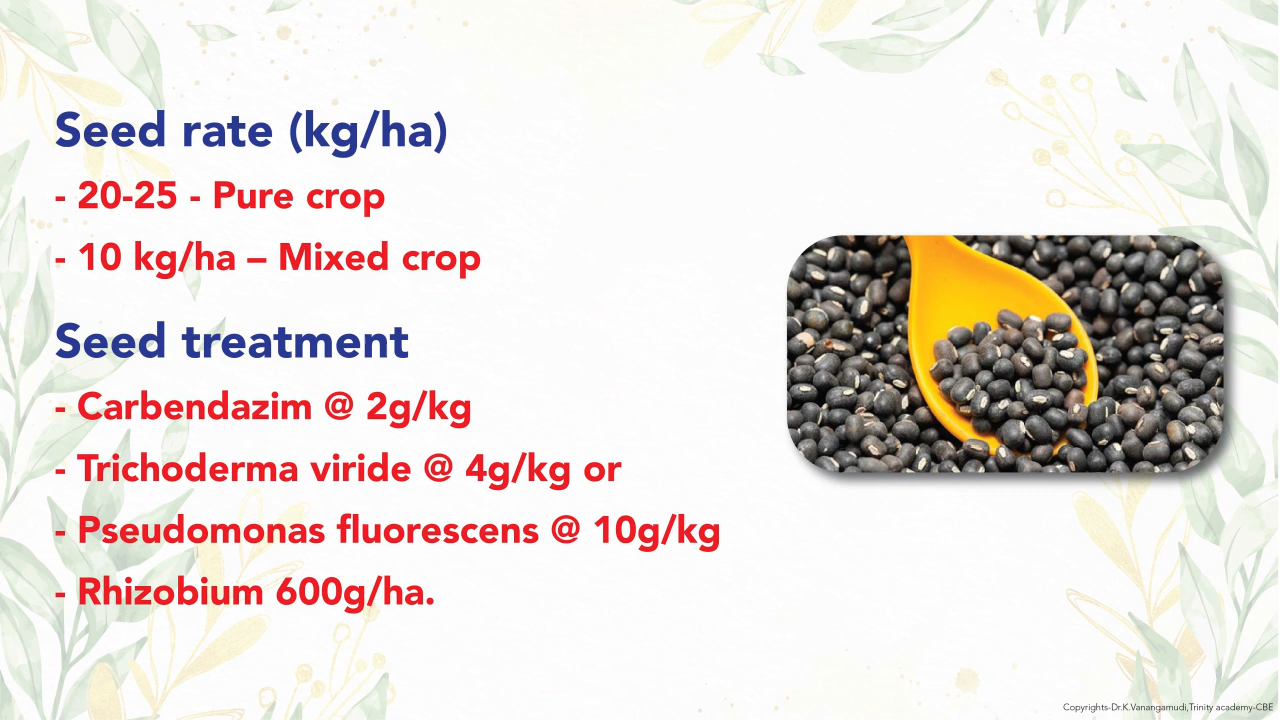 Seed rate (kg/ha)
- 20-25 - Pure crop
- 10 kg/ha – Mixed crop
Seed treatment
- Carbendazim @ 2g/kg
- Trichoderma viride @ 4g/kg or
- Pseudomonas fluorescens @ 10g/kg
- Rhizobium 600g/ha.
Copyrights-Dr.K.Vanangamudi,Trinity academy-CBE